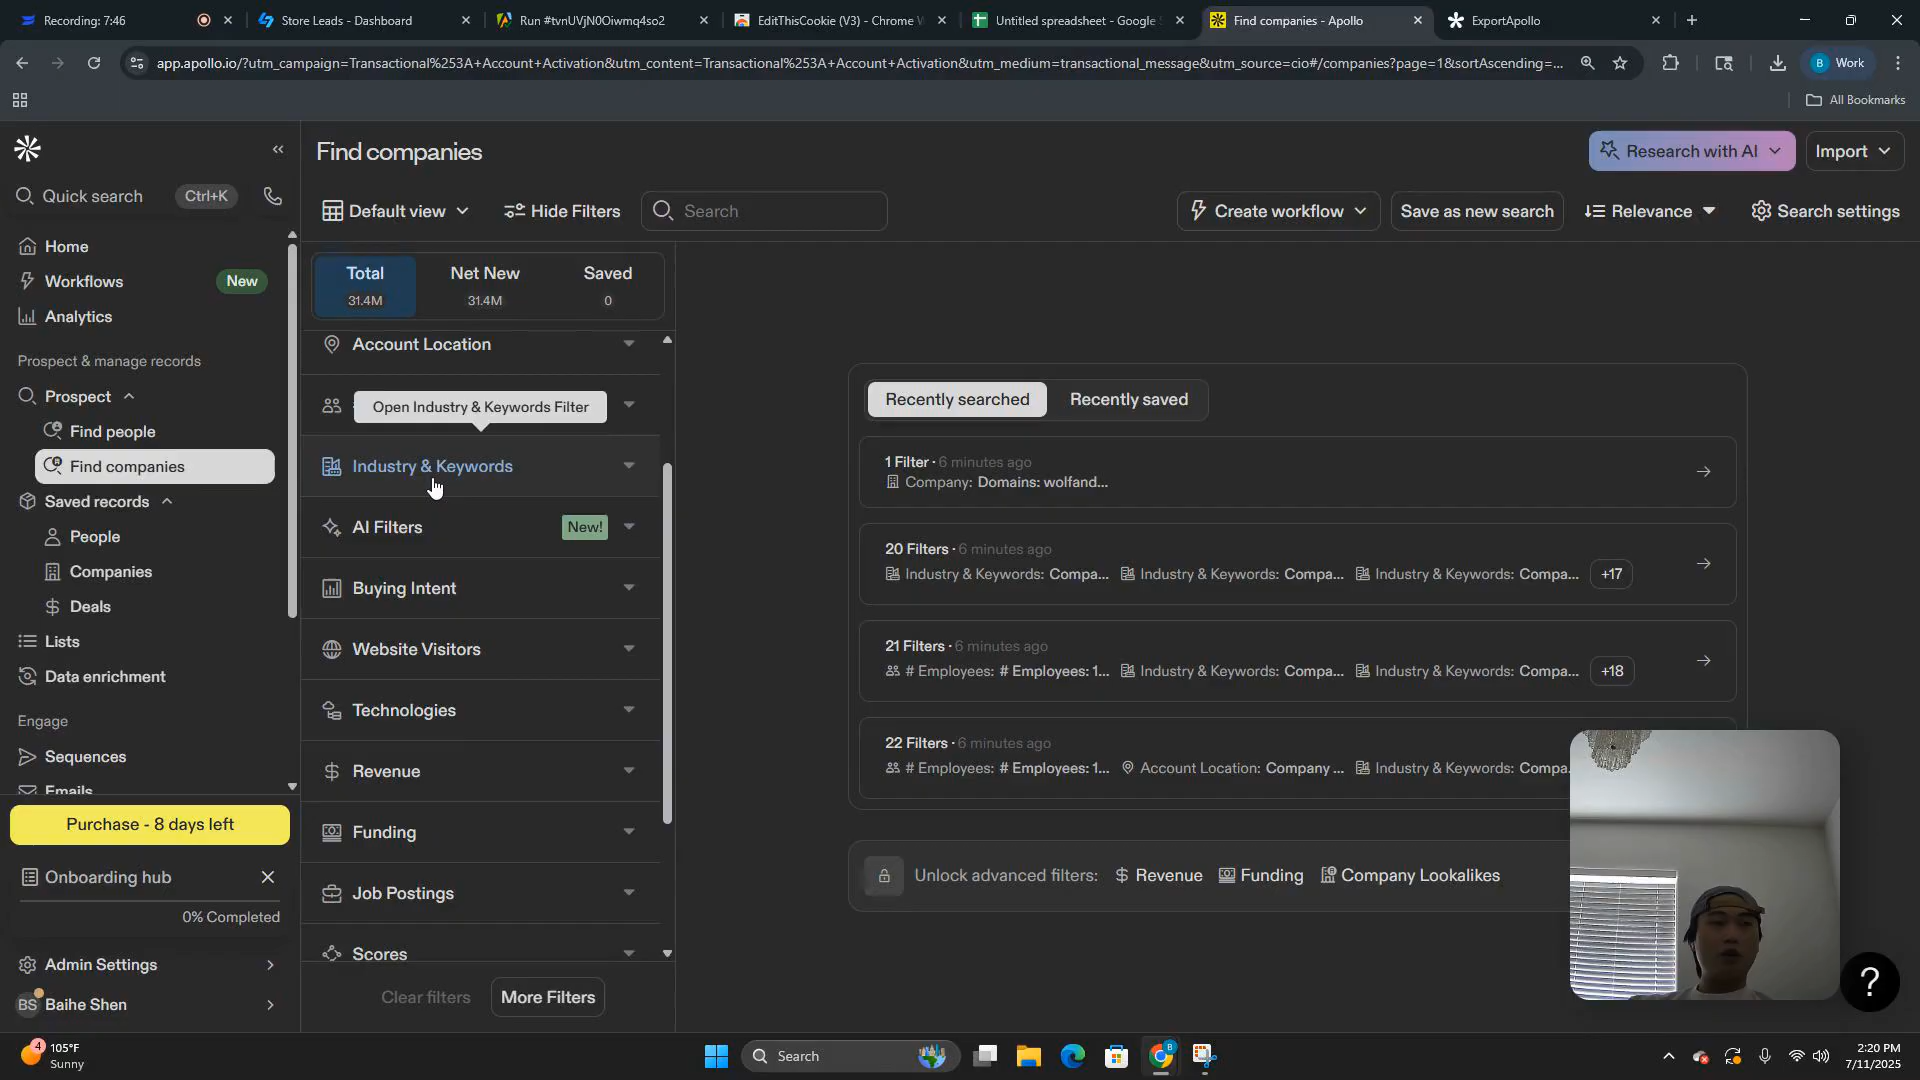 Recording: 7:46
Store Leads - Dashboard
Run #tvnUVjN0Oiwmq4so2
EditThisCookie (V3) - Chrome
Untitled spreadsheet - Google
Find companies - Apollo
ExportApollo
app.apollo.io/?utm_campaign=Transactional%253A+Account+Activation&utm_content=Transactional%253A+Account+Activation&utm_medium=transactional_message&utm_source=cio#/companies?page=1&sortAscending=...
B Work
All Bookmarks
Find companies
Research with AI
Import
Quick search
Ctrl+K
Default view
Hide Filters
Search
Create workflow
Save as new search
Relevance
Search settings
Home
Workflows New
Analytics
Prospect & manage records
Prospect
Find people
Find companies
Saved records
People
Companies
Deals
Lists
Data enrichment
Engage
Sequences
Emails
Purchase - 8 days left
Onboarding hub
0% Completed
Admin Settings
BS Baihe Shen
Total
31.4M
Net New
31.4M
Saved
0
Account Location
Open Industry & Keywords Filter
Industry & Keywords
AI Filters New!
Buying Intent
Website Visitors
Technologies
Revenue
Funding
Job Postings
Scores
Clear filters
More Filters
Recently searched
Recently saved
1 Filter · 6 minutes ago
Company: Domains: wolfand...
20 Filters · 6 minutes ago
Industry & Keywords: Compa... Industry & Keywords: Compa... Industry & Keywords: Compa... +17
21 Filters · 6 minutes ago
# Employees: # Employees: 1... Industry & Keywords: Compa... Industry & Keywords: Compa... +18
22 Filters · 6 minutes ago
# Employees: # Employees: 1... Account Location: Company ... Industry & Keywords: Compa
Unlock advanced filters: Revenue Funding Company Lookalikes
?
4
105°F
Sunny
Search
B
2:20 PM
7/11/2025